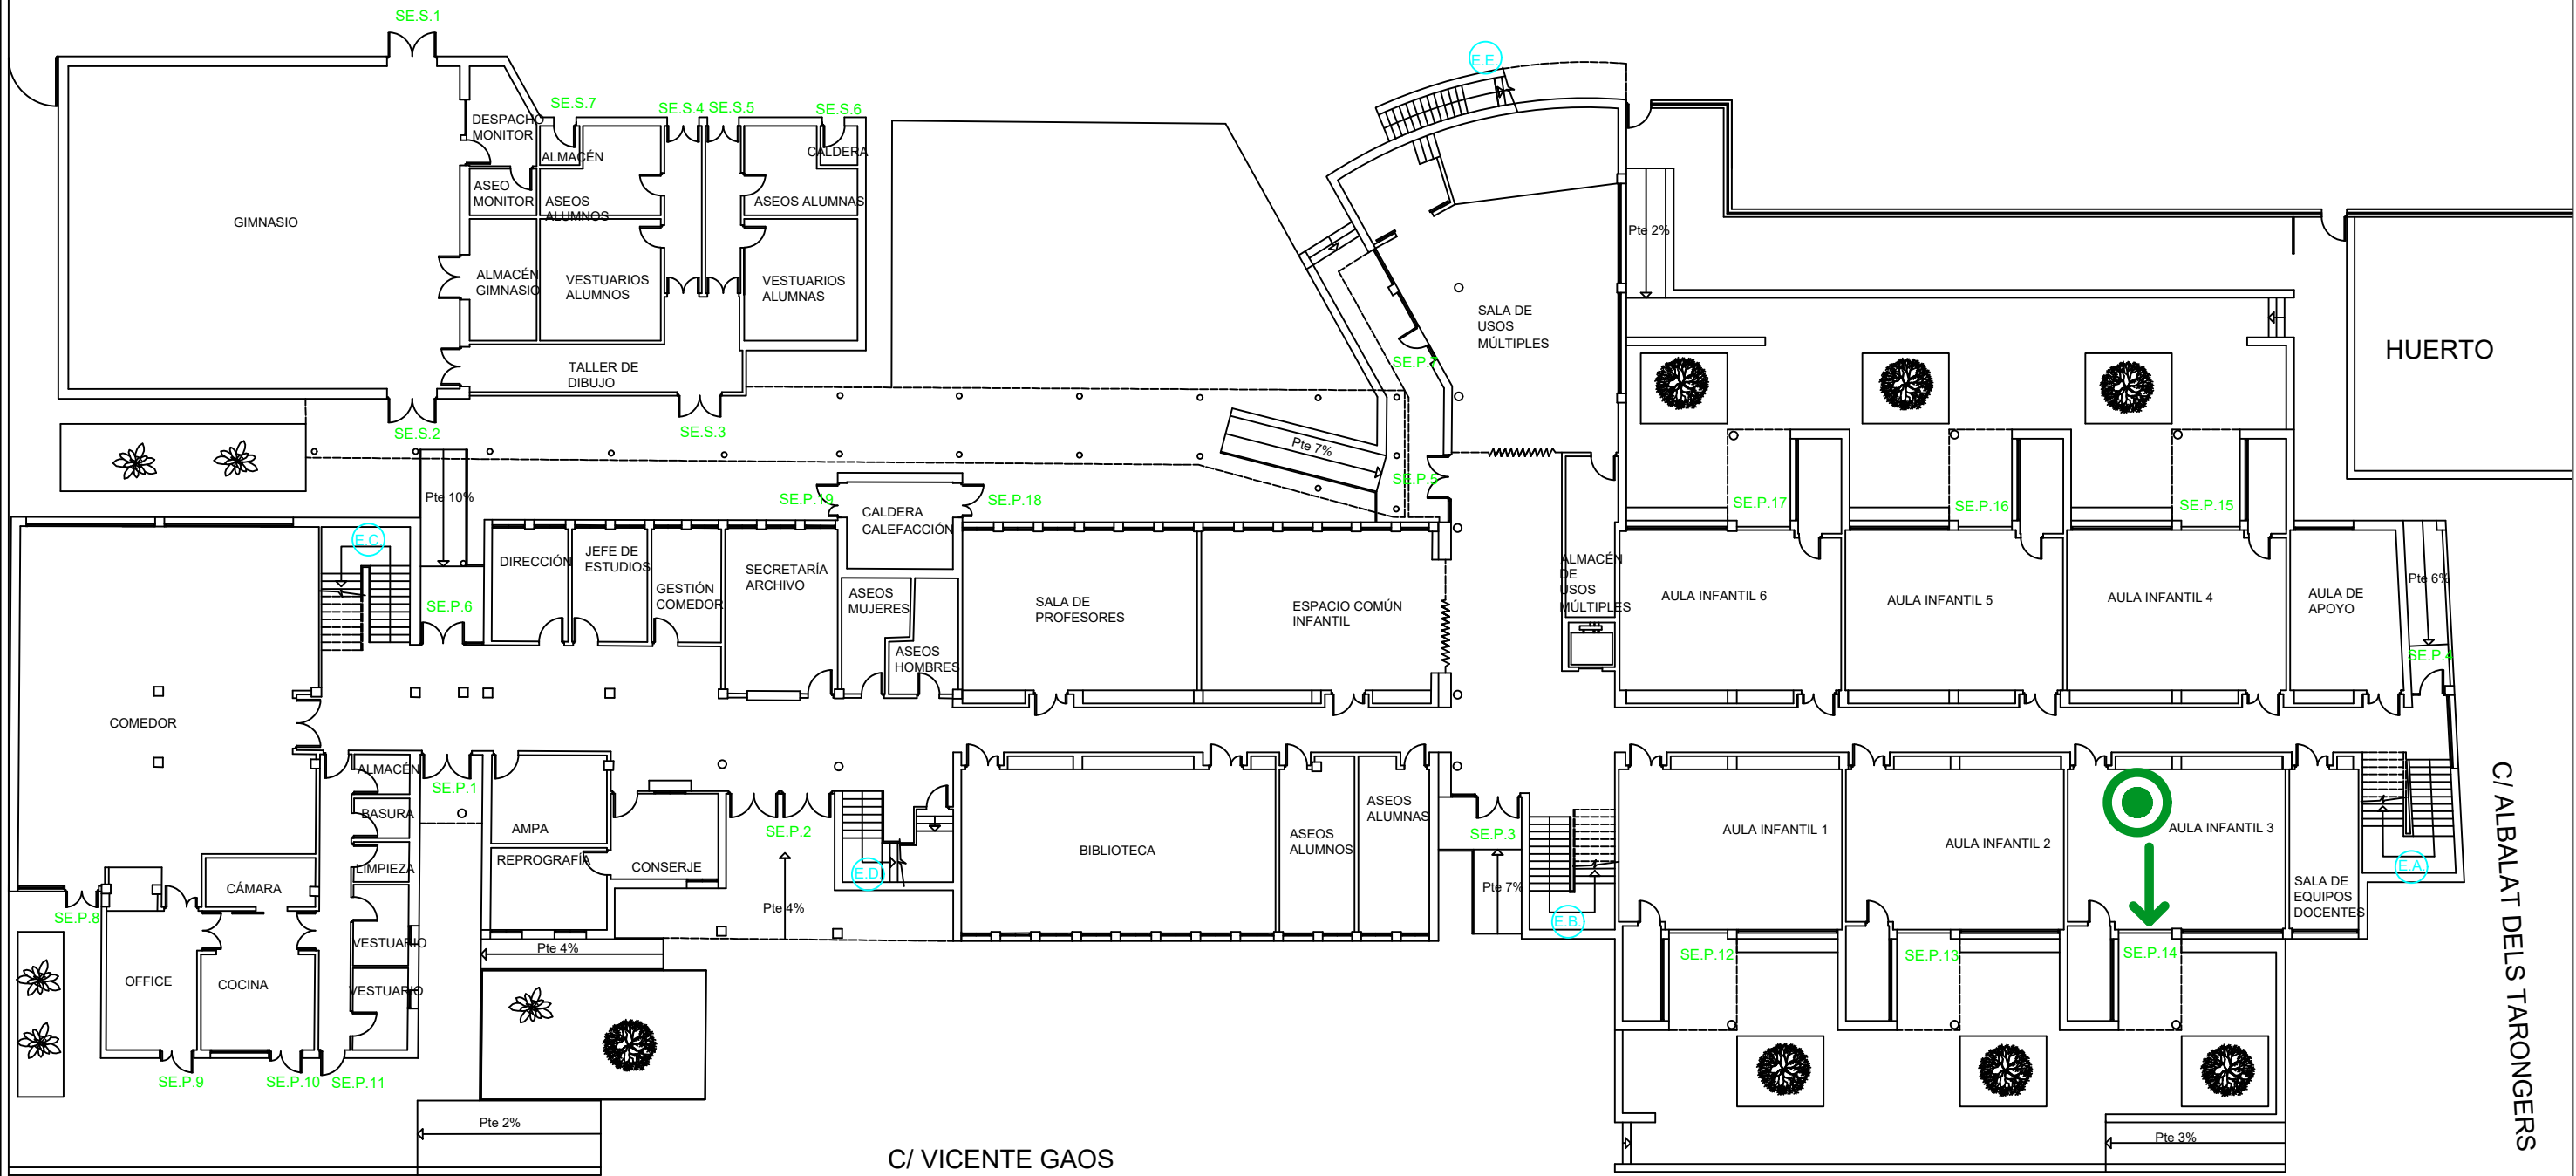 SE.S.1
E.E.
SE.S.7
SE.S.4
SE.S.5
SE.S.6
DESPACHO
MONITOR
ALMACÉN
CALDERA
ASEO
MONITOR
ASEOS
ALUMNOS
ASEOS ALUMNAS
GIMNASIO
Pte 2%
ALMACÉN
GIMNASIO
VESTUARIOS
ALUMNOS
VESTUARIOS
ALUMNAS
SALA DE
USOS
MÚLTIPLES
HUERTO
SE.P.7
TALLER DE
DIBUJO
SE.S.2
SE.S.3
Pte 7%
SE.P.5
Pte 10%
SE.P.19
SE.P.18
SE.P.17
SE.P.16
SE.P.15
CALDERA
CALEFACCIÓN
E.C.
DIRECCIÓN
JEFE DE
ESTUDIOS
GESTIÓN
COMEDOR
SECRETARÍA
ARCHIVO
ASEOS
MUJERES
ASEOS
HOMBRES
SALA DE
PROFESORES
ESPACIO COMÚN
INFANTIL
ALMACÉN
DE
USOS
MÚLTIPLES
AULA INFANTIL 6
AULA INFANTIL 5
AULA INFANTIL 4
AULA DE
APOYO
Pte 6%
SE.P.6
SE.P.4
COMEDOR
ALMACÉN
BASURA
LIMPIEZA
VESTUARIO
VESTUARIO
SE.P.1
AMPA
REPROGRAFÍA
CONSERJE
SE.P.2
E.D.
Pte 4%
BIBLIOTECA
ASEOS
ALUMNOS
ASEOS
ALUMNAS
SE.P.3
Pte 7%
E.B.
AULA INFANTIL 1
AULA INFANTIL 2
AULA INFANTIL 3
SALA DE
EQUIPOS
DOCENTES
E.A.
C/ ALBALAT DELS TARONGERS
CÁMARA
SE.P.8
OFFICE
COCINA
Pte 4%
SE.P.12
SE.P.13
SE.P.14
SE.P.9
SE.P.10
SE.P.11
Pte 2%
Pte 3%
C/ VICENTE GAOS